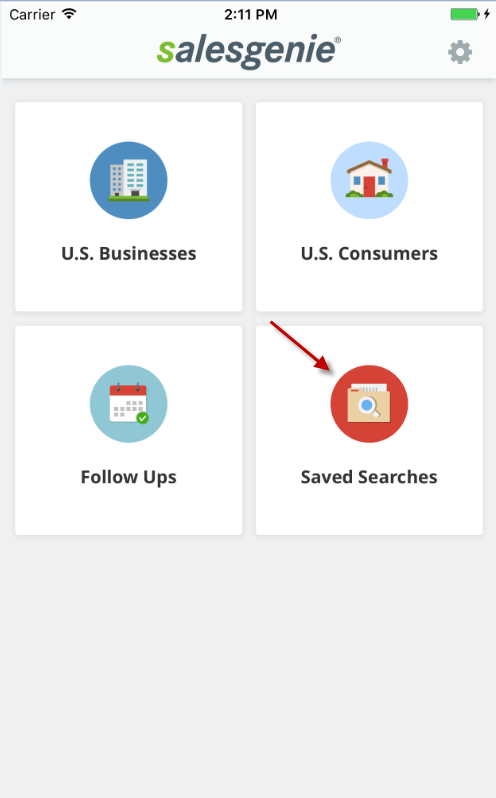 Carrier 2:11 PM
salesgenie®
U.S. Businesses U.S. Consumers
Follow Ups Saved Searches